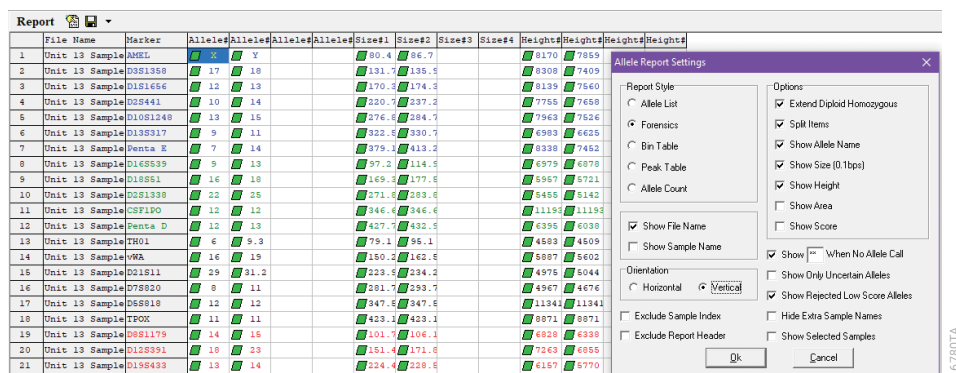 Report
File Name Marker Allele# Allele# Allele# Allele# Size#1 Size#2 Size#3 Size#4 Height# Height# Height# Height#
1 Unit 13 Sample AMEL X Y 80.4 86.7 8170 7859
2 Unit 13 Sample D3S1358 17 18 131.7 135.9 8308 7409
3 Unit 13 Sample D1S1656 12 13 170.3 174.3 8139 7560
4 Unit 13 Sample D2S441 10 14 220.7 237.2 7755 7658
5 Unit 13 Sample D10S1248 13 15 276.8 284.7 7963 7526
6 Unit 13 Sample D13S317 9 11 322.5 330.7 6983 6625
7 Unit 13 Sample Penta E 7 14 379.1 413.2 8338 7452
8 Unit 13 Sample D16S539 9 13 97.2 114.9 6979 6878
9 Unit 13 Sample D18S51 16 18 169.3 177.8 5957 5721
10 Unit 13 Sample D2S1338 22 25 271.8 283.8 5455 5142
11 Unit 13 Sample CSF1PO 12 12 346.6 346.6 11193 11193
12 Unit 13 Sample Penta D 12 13 427.7 432.9 6395 6038
13 Unit 13 Sample TH01 6 9.3 79.1 95.1 4583 4509
14 Unit 13 Sample vWA 16 19 150.2 162.5 5887 5602
15 Unit 13 Sample D21S11 29 31.2 223.9 234.2 4975 5044
16 Unit 13 Sample D7S820 8 11 281.7 293.7 4967 4676
17 Unit 13 Sample D5S818 12 12 347.5 347.5 11341 11341
18 Unit 13 Sample TPOX 11 11 423.1 423.1 8871 8871
19 Unit 13 Sample D8S1179 14 15 101.7 106.1 6828 6338
20 Unit 13 Sample D12S391 18 23 151.4 171.8 7263 6855
21 Unit 13 Sample D19S433 13 14 224.4 228.5 6157 5770
Allele Report Settings
Report Style
Allele List
Forensics
Bin Table
Peak Table
Allele Count
Show File Name
Show Sample Name
Orientation
Horizontal Vertical
Exclude Sample Index
Exclude Report Header
Options
Extend Diploid Homozygous
Split Items
Show Allele Name
Show Size (0.1bps)
Show Height
Show Area
Show Score
Show ** When No Allele Call
Show Only Uncertain Alleles
Show Rejected Low Score Alleles
Hide Extra Sample Names
Show Selected Samples
Ok Cancel
16780TA